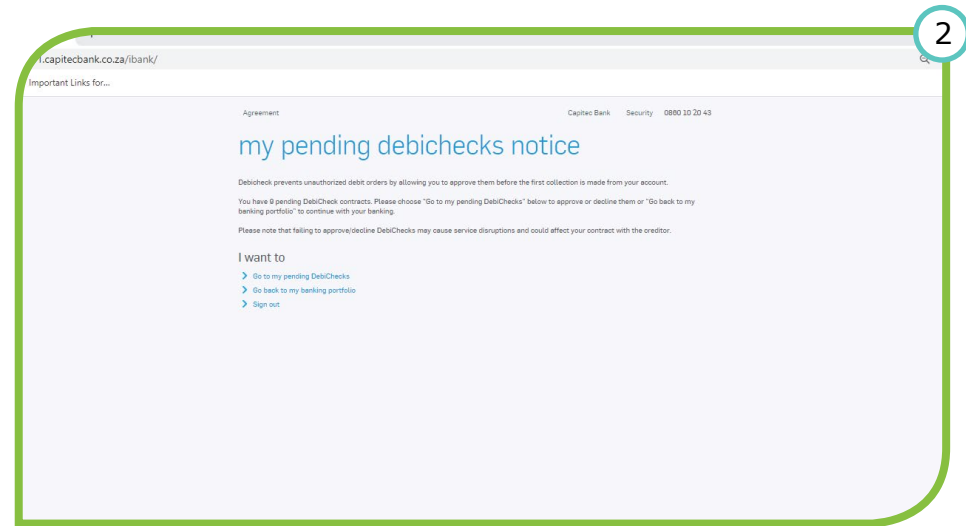 2
.capitecbank.co.za/ibank/
Important Links for...
Agreement Capitec Bank Security 0860 10 20 43
my pending debichecks notice
Debicheck prevents unauthorized debit orders by allowing you to approve them before the first collection is made from your account.
You have 8 pending DebiCheck contracts. Please choose "Go to my pending DebiChecks" below to approve or decline them or "Go back to my
banking portfolio" to continue with your banking.
Please note that failing to approve/decline DebiChecks may cause service disruptions and could affect your contract with the creditor.
I want to
Go to my pending DebiChecks
Go back to my banking portfolio
Sign out